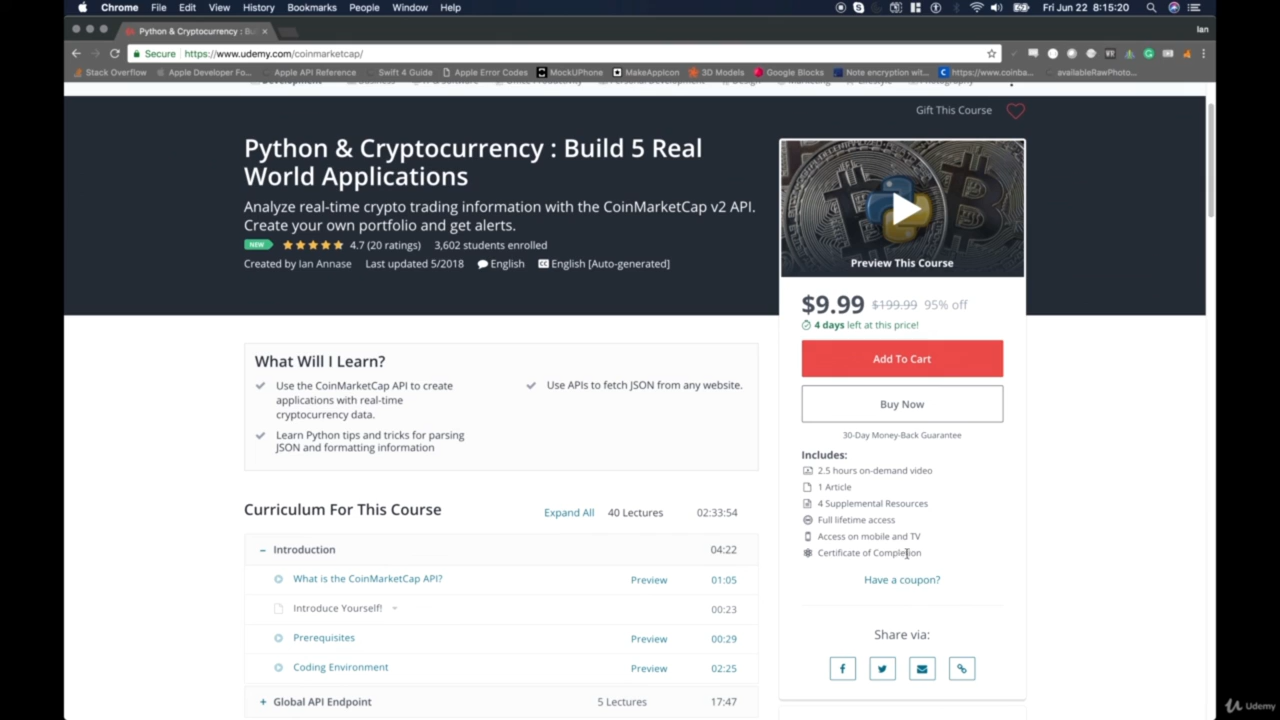 Chrome File Edit View History Bookmarks People Window Help
Fri Jun 22 8:15:20
Python & Cryptocurrency : Bui
Ian
Secure https://www.udemy.com/coinmarketcap/
Stack Overflow Apple Developer Fo... Apple API Reference Swift 4 Guide Apple Error Codes MockUPhone MakeAppIcon 3D Models Google Blocks Note encryption wit... https://www.coinba... availableRawPhoto...
Gift This Course
Python & Cryptocurrency : Build 5 Real
World Applications
Analyze real-time crypto trading information with the CoinMarketCap v2 API.
Create your own portfolio and get alerts.
NEW 4.7 (20 ratings) 3,602 students enrolled
Created by Ian Annase Last updated 5/2018 English English [Auto-generated]
Preview This Course
$9.99 $199.99 95% off
4 days left at this price!
Add To Cart
Buy Now
30-Day Money-Back Guarantee
Includes:
2.5 hours on-demand video
1 Article
4 Supplemental Resources
Full lifetime access
Access on mobile and TV
Certificate of Completion
Have a coupon?
Share via:
What Will I Learn?
Use the CoinMarketCap API to create
applications with real-time
cryptocurrency data.
Learn Python tips and tricks for parsing
JSON and formatting information
Use APIs to fetch JSON from any website.
Curriculum For This Course Expand All 40 Lectures 02:33:54
Introduction 04:22
What is the CoinMarketCap API? Preview 01:05
Introduce Yourself! 00:23
Prerequisites Preview 00:29
Coding Environment Preview 02:25
Global API Endpoint 5 Lectures 17:47
Udemy